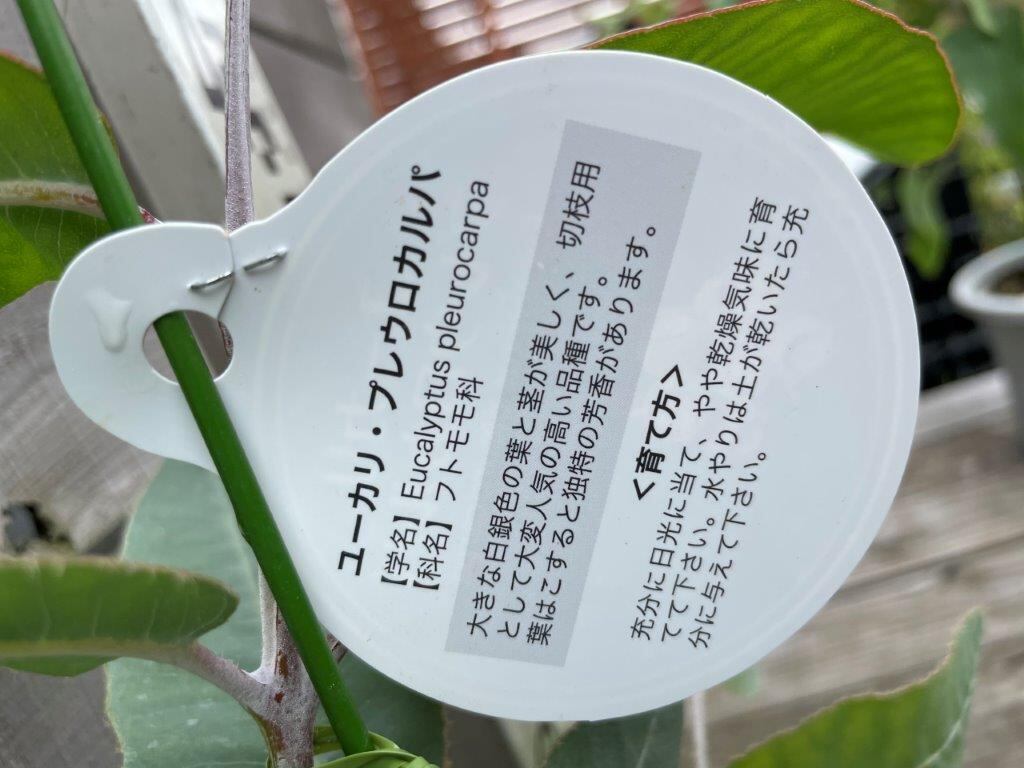 ユーカリ・プレウロカルパ
【学名】Eucalyptus pleurocarpa
【科名】フトモモ科
大きな白銀色の葉と茎が美しく、切枝用
として大変人気の高い品種です。
葉はこすると独特の芳香があります。
＜育て方＞
充分に日光に当て、やや乾燥気味に育
てて下さい。水やりは土が乾いたら充
分に与えて下さい。